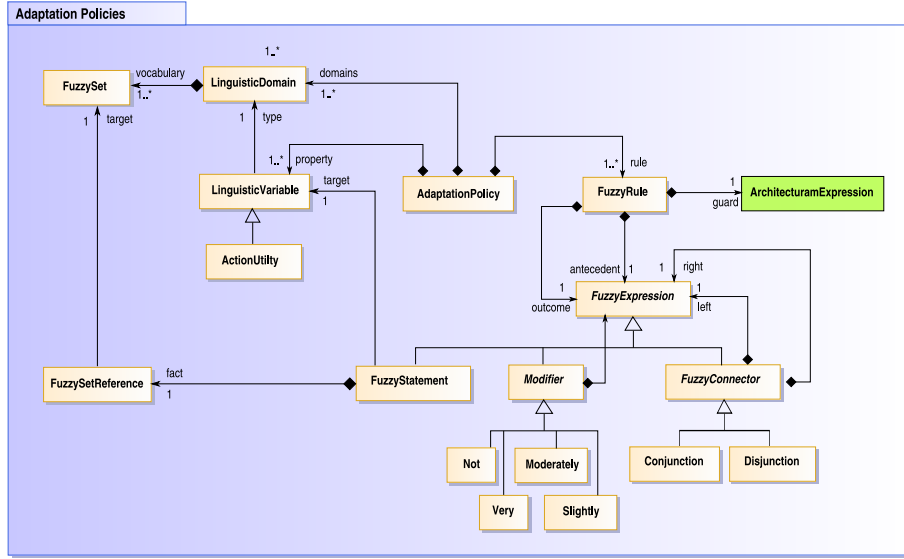 Adaptation Policies
1..*
FuzzySet
vocabulary
1..*
LinguisticDomain
domains
1..*
1
target
1
type
1..*
property
1..*
rule
LinguisticVariable
target
1
AdaptationPolicy
FuzzyRule
1
guard
ArchitecturamExpression
ActionUtilty
antecedent
1
1
right
1
outcome
FuzzyExpression
1
left
1
FuzzySetReference
fact
1
FuzzyStatement
Modifier
FuzzyConnector
Not
Moderately
Conjunction
Disjunction
Very
Slightly